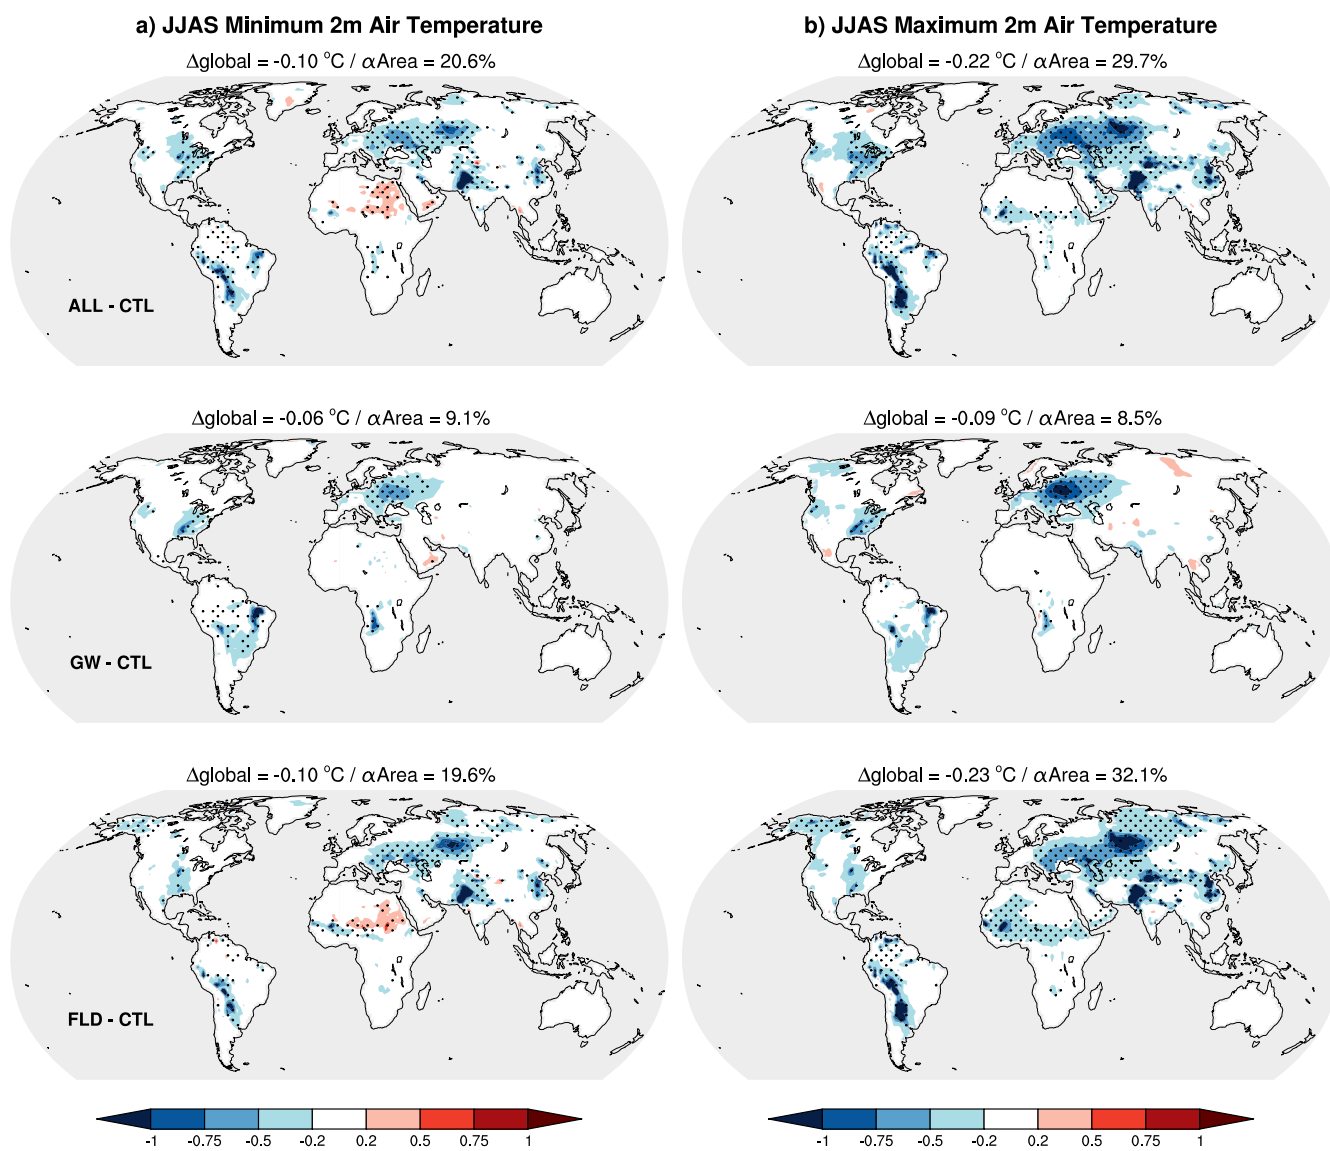 a) JJAS Minimum 2m Air Temperature
b) JJAS Maximum 2m Air Temperature
Δglobal = -0.10 °C / αArea = 20.6%
Δglobal = -0.22 °C / αArea = 29.7%
ALL - CTL
Δglobal = -0.06 °C / αArea = 9.1%
Δglobal = -0.09 °C / αArea = 8.5%
GW - CTL
Δglobal = -0.10 °C / αArea = 19.6%
Δglobal = -0.23 °C / αArea = 32.1%
FLD - CTL
-1 -0.75 -0.5 -0.2 0.2 0.5 0.75 1
-1 -0.75 -0.5 -0.2 0.2 0.5 0.75 1